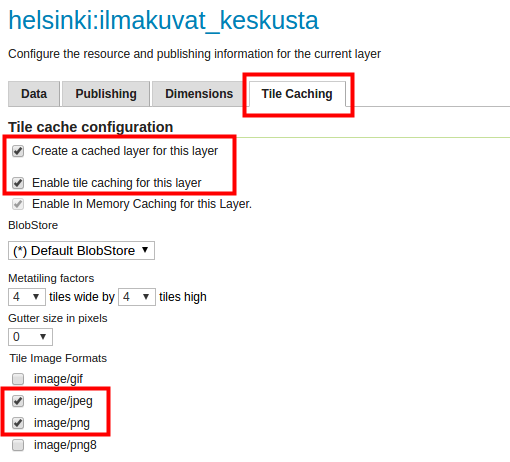 helsinki:ilmakuvat_keskusta
Configure the resource and publishing information for the current layer
Data Publishing Dimensions Tile Caching
Tile cache configuration
Create a cached layer for this layer
Enable tile caching for this layer
Enable In Memory Caching for this Layer.
BlobStore
(*) Default BlobStore
Metatiling factors
4 tiles wide by 4 tiles high
Gutter size in pixels
0
Tile Image Formats
image/gif
image/jpeg
image/png
image/png8